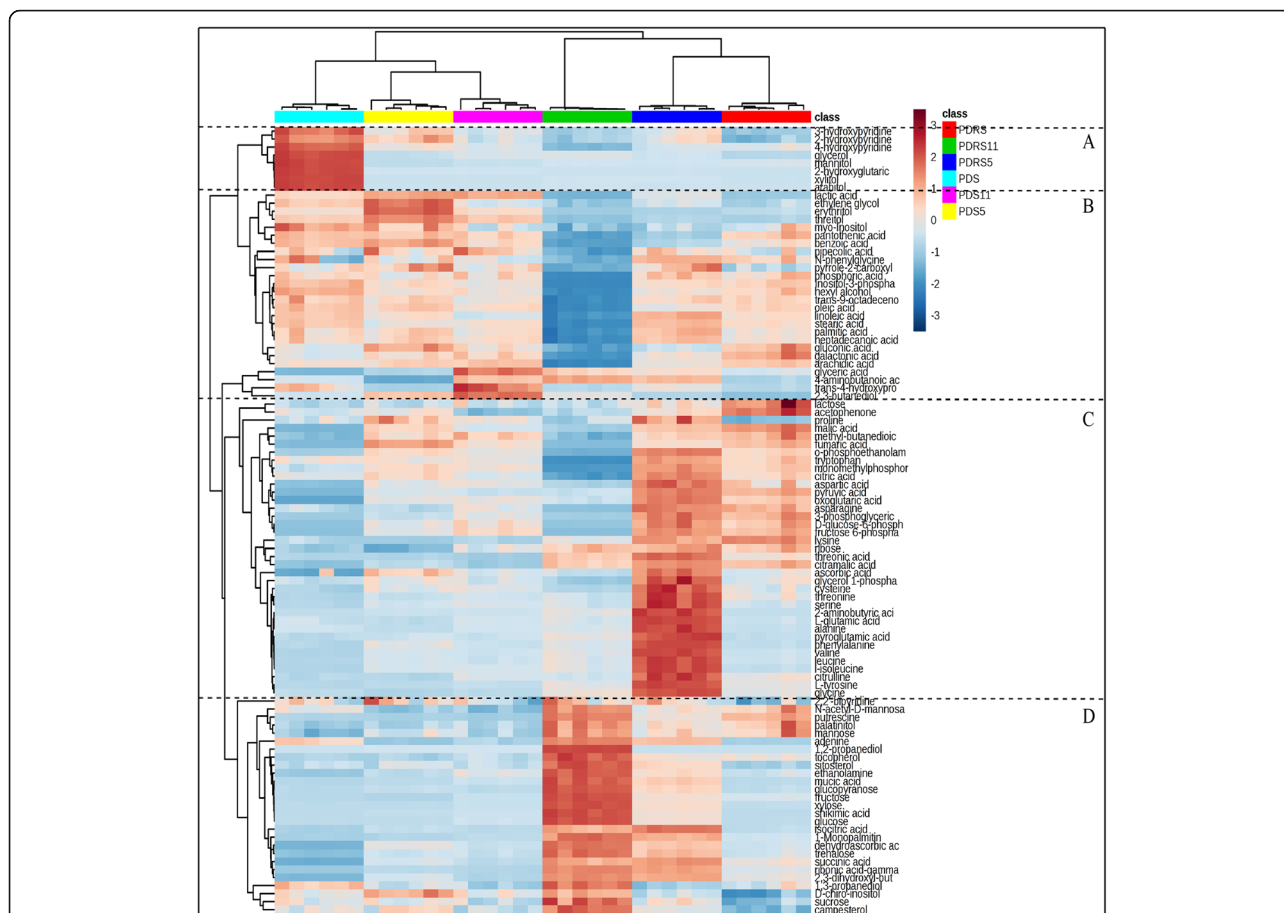 class
3-hydroxypyridine
2-hydroxypyridine
4-hydroxypyridine
glycerol
mannitol
2-hydroxyglutaric
xylitol
arabitol
lactic acid
ethylene glycol
erythritol
threitol
myo-Inositol
pantothenic acid
benzoic acid
pipecolic acid
N-phenylglycine
pyrrole-2-carboxyl
phosphoric acid
Inositol-3-phospha
hexyl alcohol
trans-9-octadeceno
oleic acid
linoleic acid
stearic acid
palmitic acid
heptadecanoic acid
gluconic acid
galactonic acid
arachidic acid
glyceric acid
4-aminobutanoic ac
trans-4-hydroxypro
2,3-butanediol
lactose
acetophenone
proline
malic acid
methyl-butanedioic
fumaric acid
o-phosphoethanolam
tryptophan
monomethylphosphor
citric acid
aspartic acid
pyruvic acid
oxoglutaric acid
asparagine
3-phosphoglyceric
D-glucose-6-phosph
fructose 6-phospha
lysine
ribose
threonic acid
citramalic acid
ascorbic acid
glycerol 1-phospha
cysteine
threonine
serine
2-aminobutyric aci
L-glutamic acid
alanine
pyroglutamic acid
phenylalanine
valine
leucine
l-isoleucine
citrulline
L-tyrosine
glycine
2,2'-bipyridine
N-acetyl-D-mannosa
putrescine
palatinitol
mannose
adenine
1,2-propanediol
tocopherol
sitosterol
ethanolamine
mucic acid
glucopyranose
fructose
xylose
shikimic acid
glucose
isocitric acid
1-Monopalmitin
dehydroascorbic ac
trehalose
succinic acid
ribonic acid-gamma
2,3-dihydroxyl-but
1,3-propanediol
D-chiro-inositol
sucrose
campesterol
3
2
1
0
-1
-2
-3
class
PDRS
PDRS11
PDRS5
PDS
PDS11
PDS5
A
B
C
D